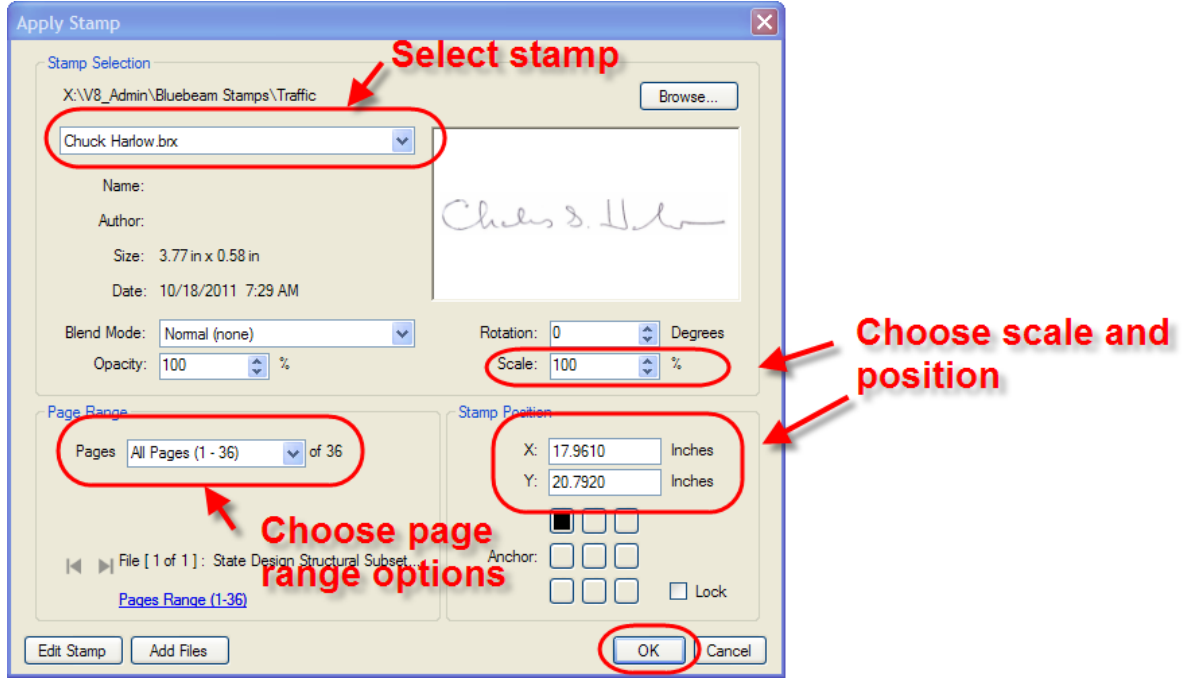 Apply Stamp
Select stamp
Stamp Selection
X:\V8_Admin\Bluebeam Stamps\Traffic
Browse...
Chuck Harlow.brx
Name:
Author:
Size: 3.77 in x 0.58 in
Date: 10/18/2011 7:29 AM
Blend Mode: Normal (none)
Rotation: 0 Degrees
Opacity: 100 %
Scale: 100 %
Choose scale and
position
Page Range
Pages All Pages (1 - 36) of 36
Stamp Position
X: 17.9610 Inches
Y: 20.7920 Inches
Choose page
range options
File [ 1 of 1 ] : State Design Structural Subset...
Anchor:
Pages Range (1-36)
Lock
Edit Stamp
Add Files
OK
Cancel